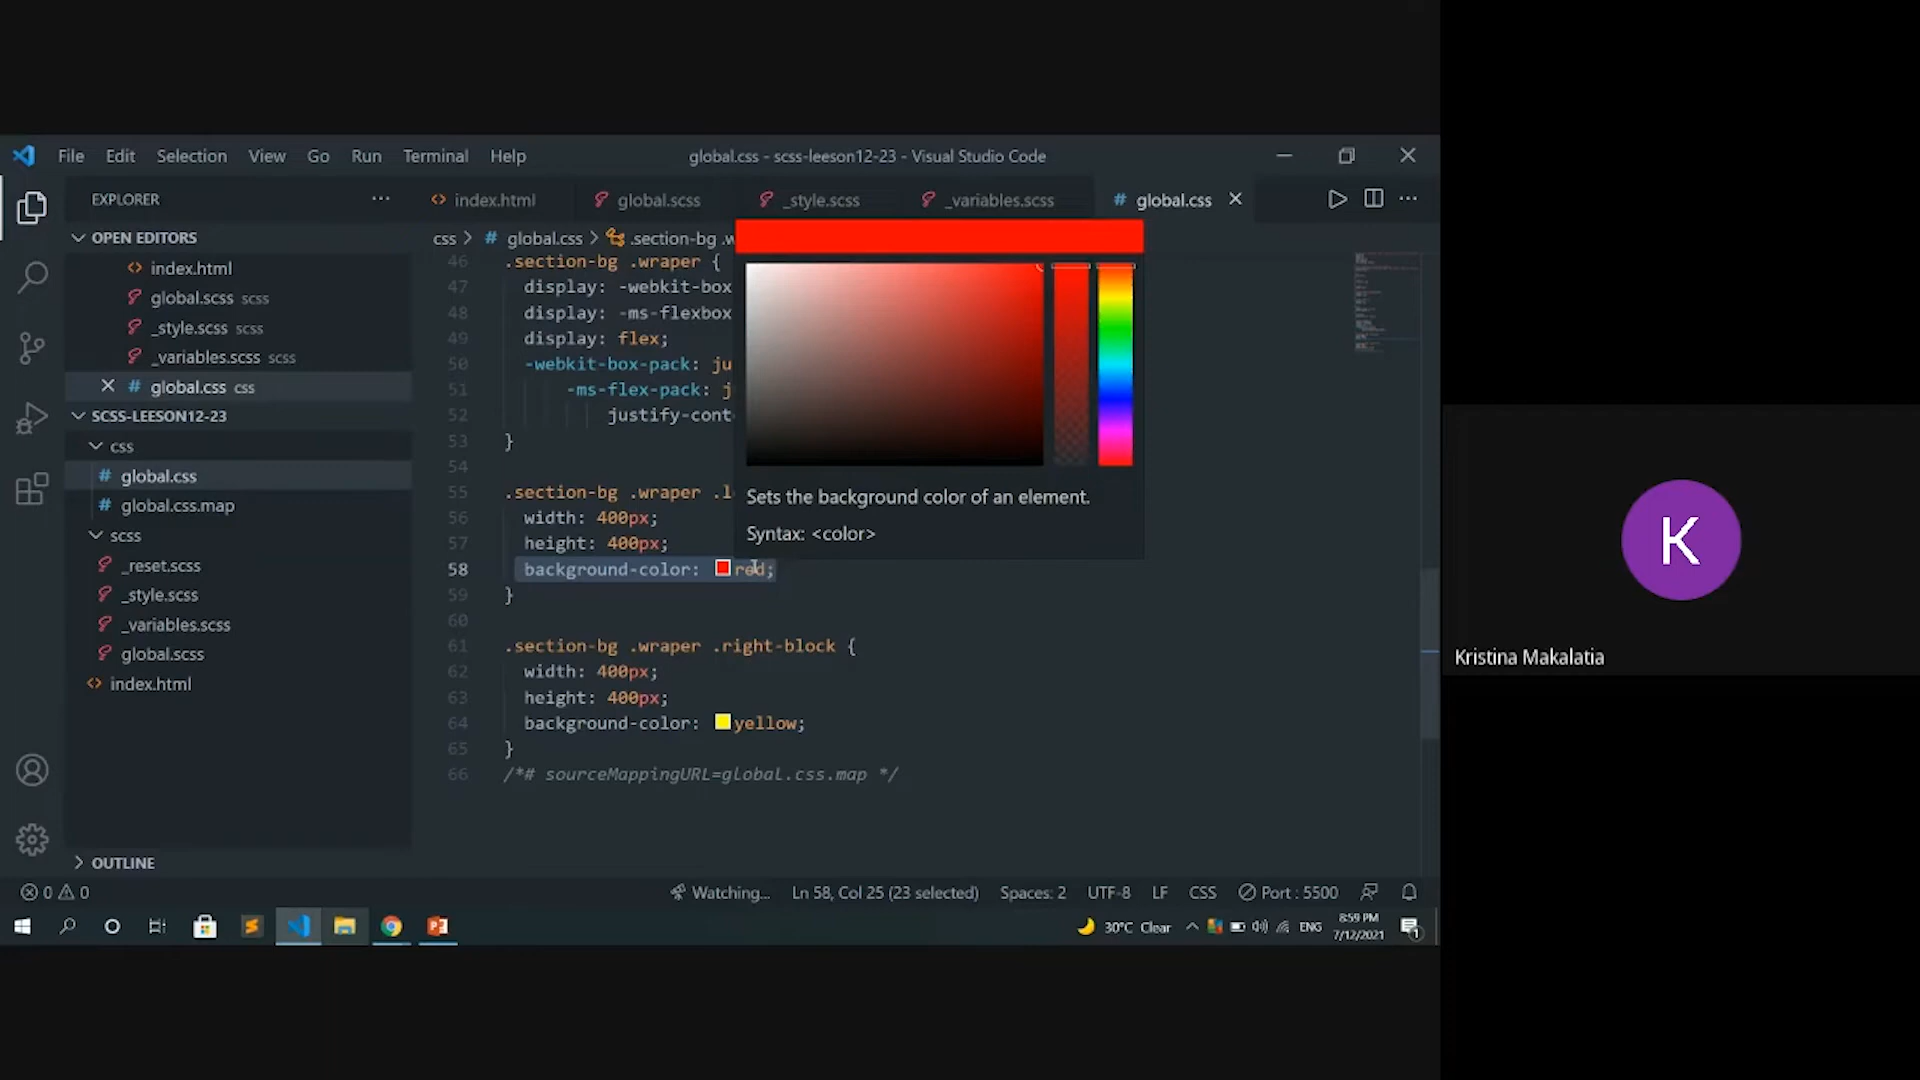 File Edit Selection View Go Run Terminal Help
global.css - scss-leeson12-23 - Visual Studio Code
EXPLORER
index.html
global.scss
_style.scss
_variables.scss
# global.css
OPEN EDITORS
index.html
global.scss scss
_style.scss scss
_variables.scss scss
# global.css css
SCSS-LEESON12-23
css
# global.css
# global.css.map
scss
_reset.scss
_style.scss
_variables.scss
global.scss
index.html
OUTLINE
css > # global.css > .section-bg .w
46 .section-bg .wraper {
47 display: -webkit-box
48 display: -ms-flexbox
49 display: flex;
50 -webkit-box-pack: ju
51 -ms-flex-pack: j
52 justify-cont
53 }
54
55 .section-bg .wraper .l
56 width: 400px;
57 height: 400px;
58 background-color: red;
59 }
60
61 .section-bg .wraper .right-block {
62 width: 400px;
63 height: 400px;
64 background-color: yellow;
65 }
66 /*# sourceMappingURL=global.css.map */
Sets the background color of an element.
Syntax: <color>
0 0
Watching... Ln 58, Col 25 (23 selected) Spaces: 2 UTF-8 LF CSS Port : 5500
30°C Clear ENG 8:59 PM
7/12/2021
1
K
Kristina Makalatia